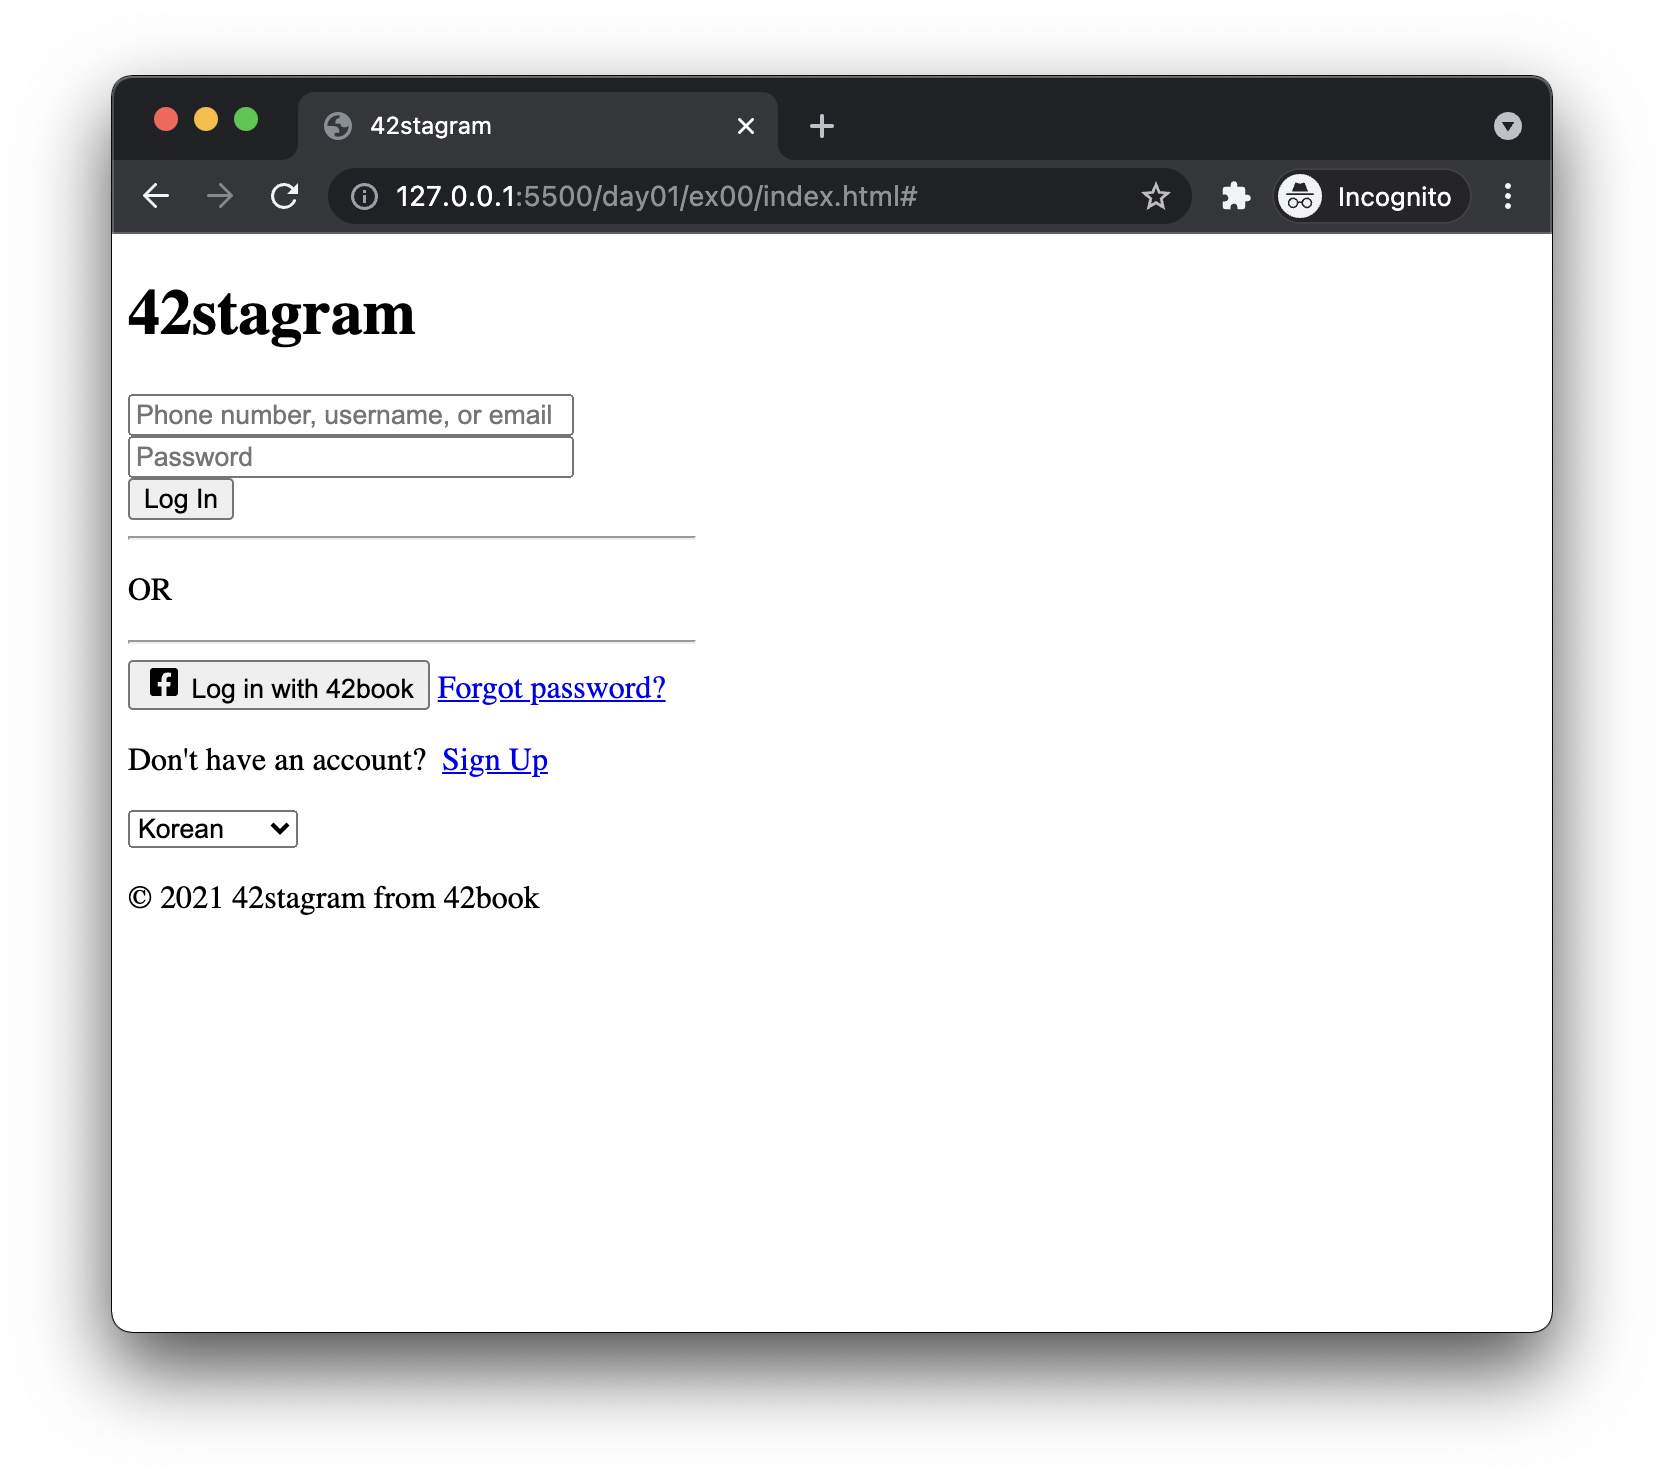 42stagram
127.0.0.1:5500/day01/ex00/index.html#
Incognito
42stagram
Phone number, username, or email
Password
Log In
OR
Log in with 42book Forgot password?
Don't have an account? Sign Up
Korean
© 2021 42stagram from 42book